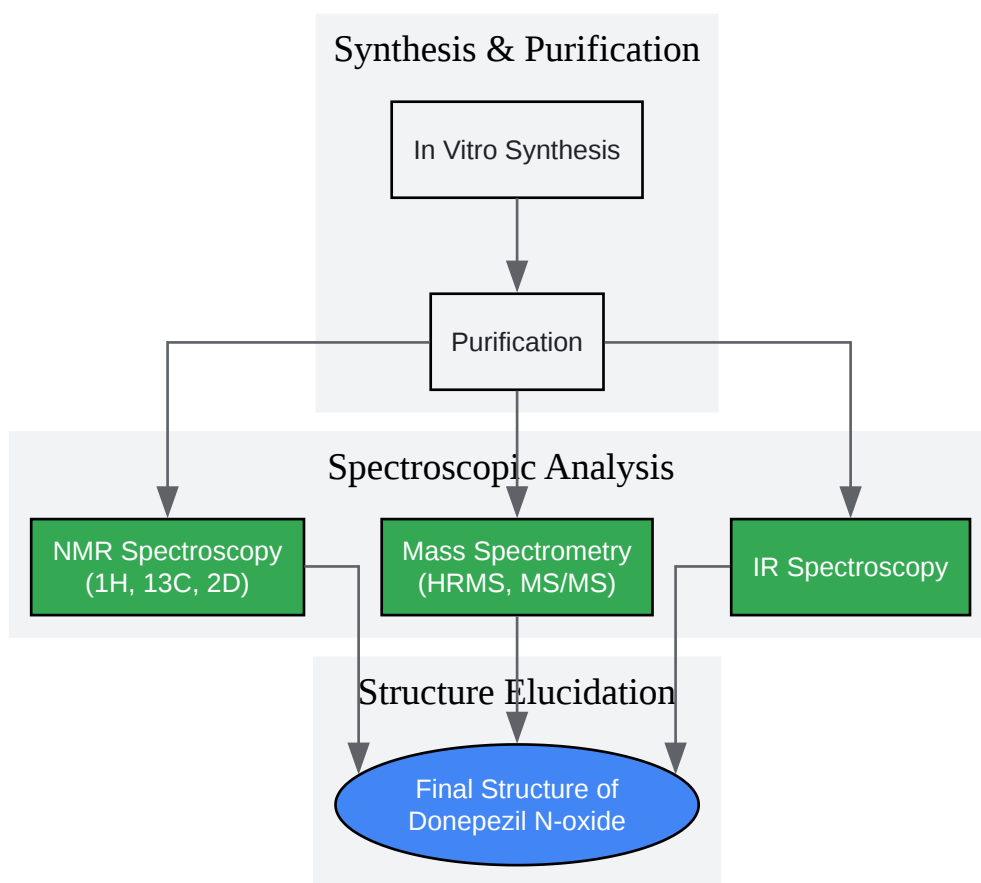 Synthesis & Purification
In Vitro Synthesis
Purification
Spectroscopic Analysis
NMR Spectroscopy
(1H, 13C, 2D)
Mass Spectrometry
(HRMS, MS/MS)
IR Spectroscopy
Structure Elucidation
Final Structure of
Donepezil N-oxide